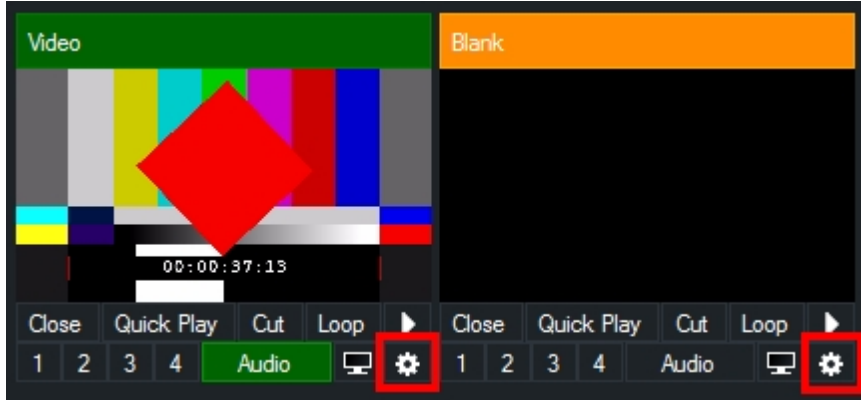 Video
Blank
00:00:37:13
Close Quick Play Cut Loop
Close Quick Play Cut Loop
1 2 3 4 Audio
1 2 3 4 Audio